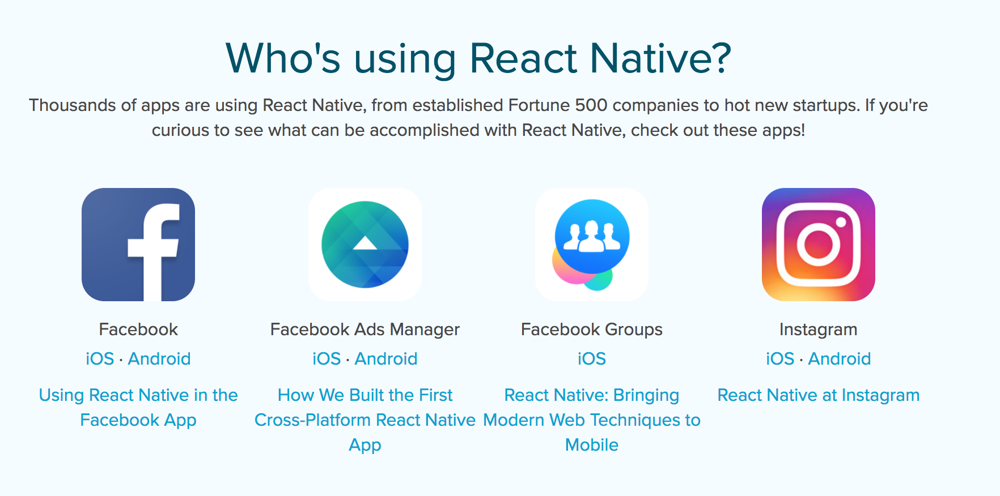 Who's using React Native?
Thousands of apps are using React Native, from established Fortune 500 companies to hot new startups. If you're
curious to see what can be accomplished with React Native, check out these apps!
Facebook
iOS · Android
Using React Native in the
Facebook App
Facebook Ads Manager
iOS · Android
How We Built the First
Cross-Platform React Native
App
Facebook Groups
iOS
React Native: Bringing
Modern Web Techniques to
Mobile
Instagram
iOS · Android
React Native at Instagram